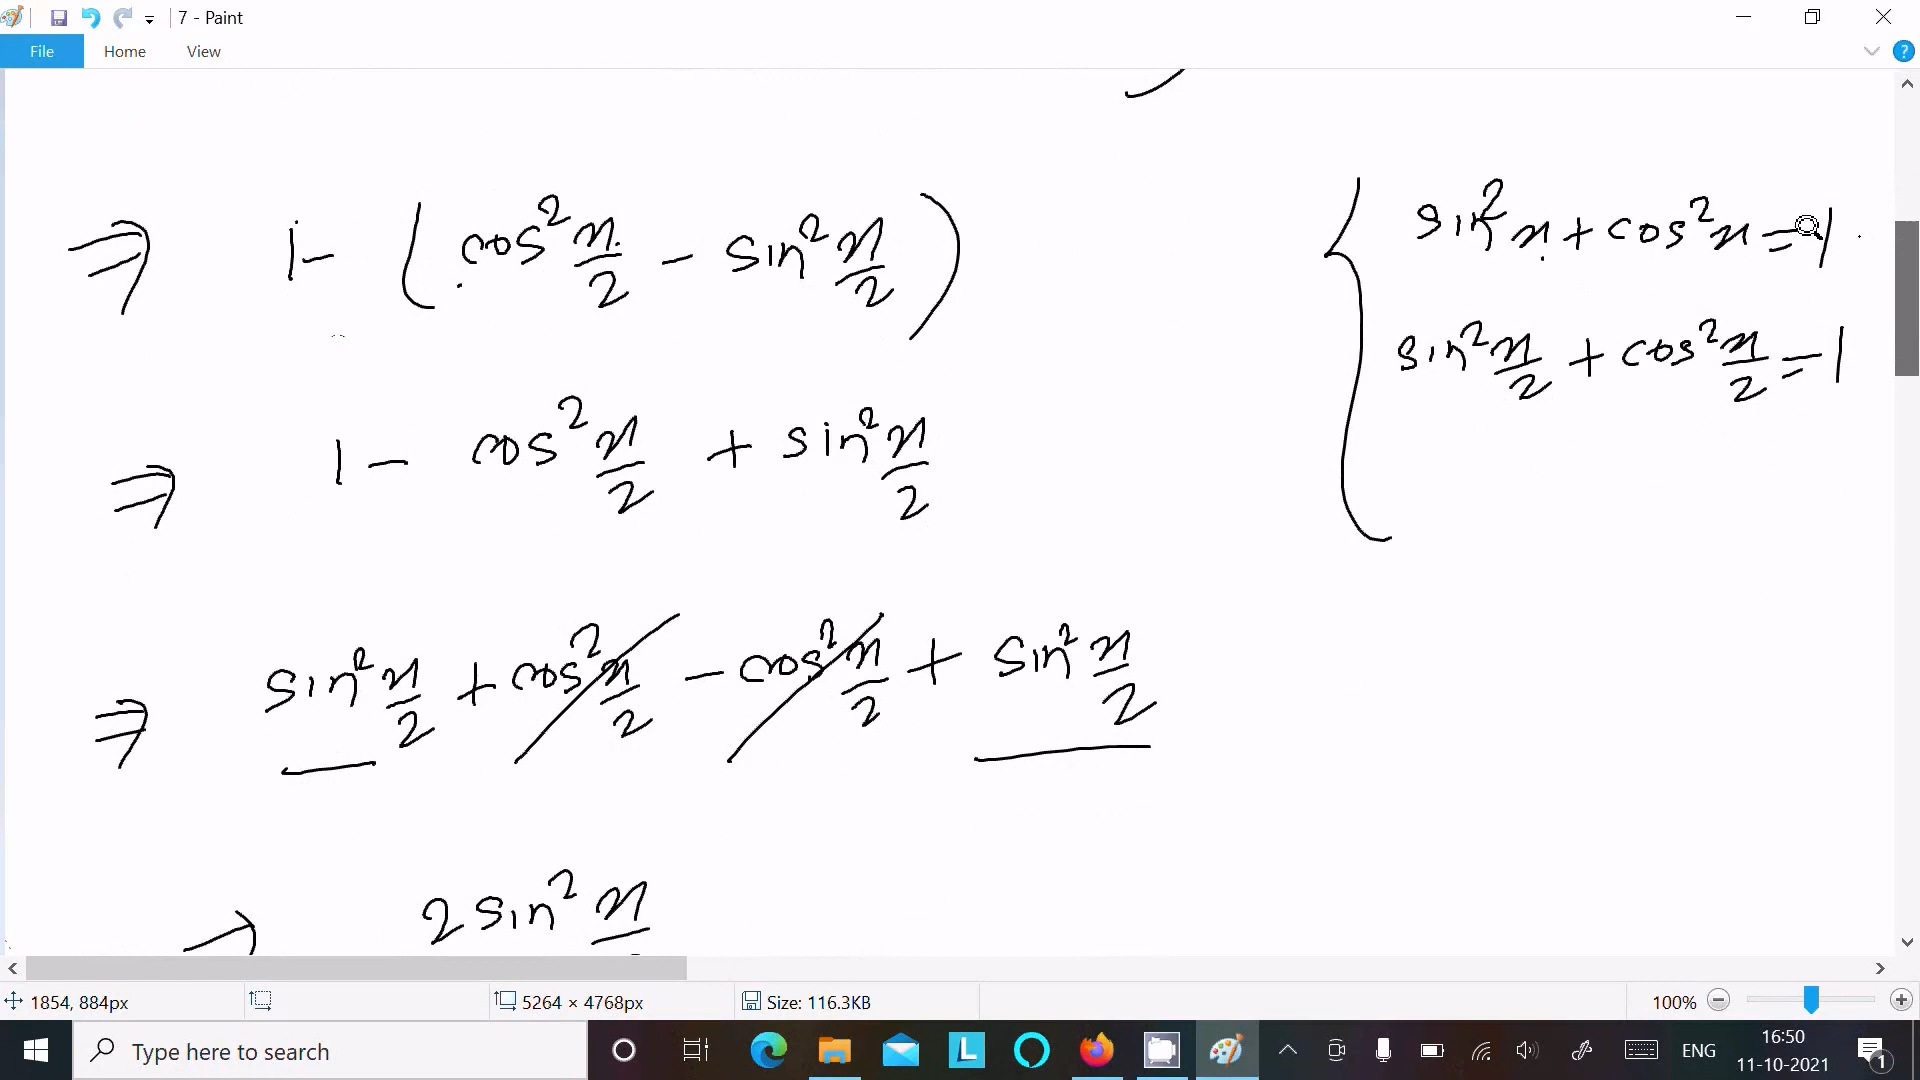 7 - Paint
File Home View
⇒ 1 - (cos² x/2 - sin² x/2)
sin² x + cos² x = 1
sin² x/2 + cos² x/2 = 1
⇒ 1 - cos² x/2 + sin² x/2
⇒ sin² x/2 + cos² x/2 - cos² x/2 + sin² x/2
2 sin² x
1854, 884px 5264 × 4768px Size: 116.3KB 100%
Type here to search L ENG 16:50
11-10-2021 1